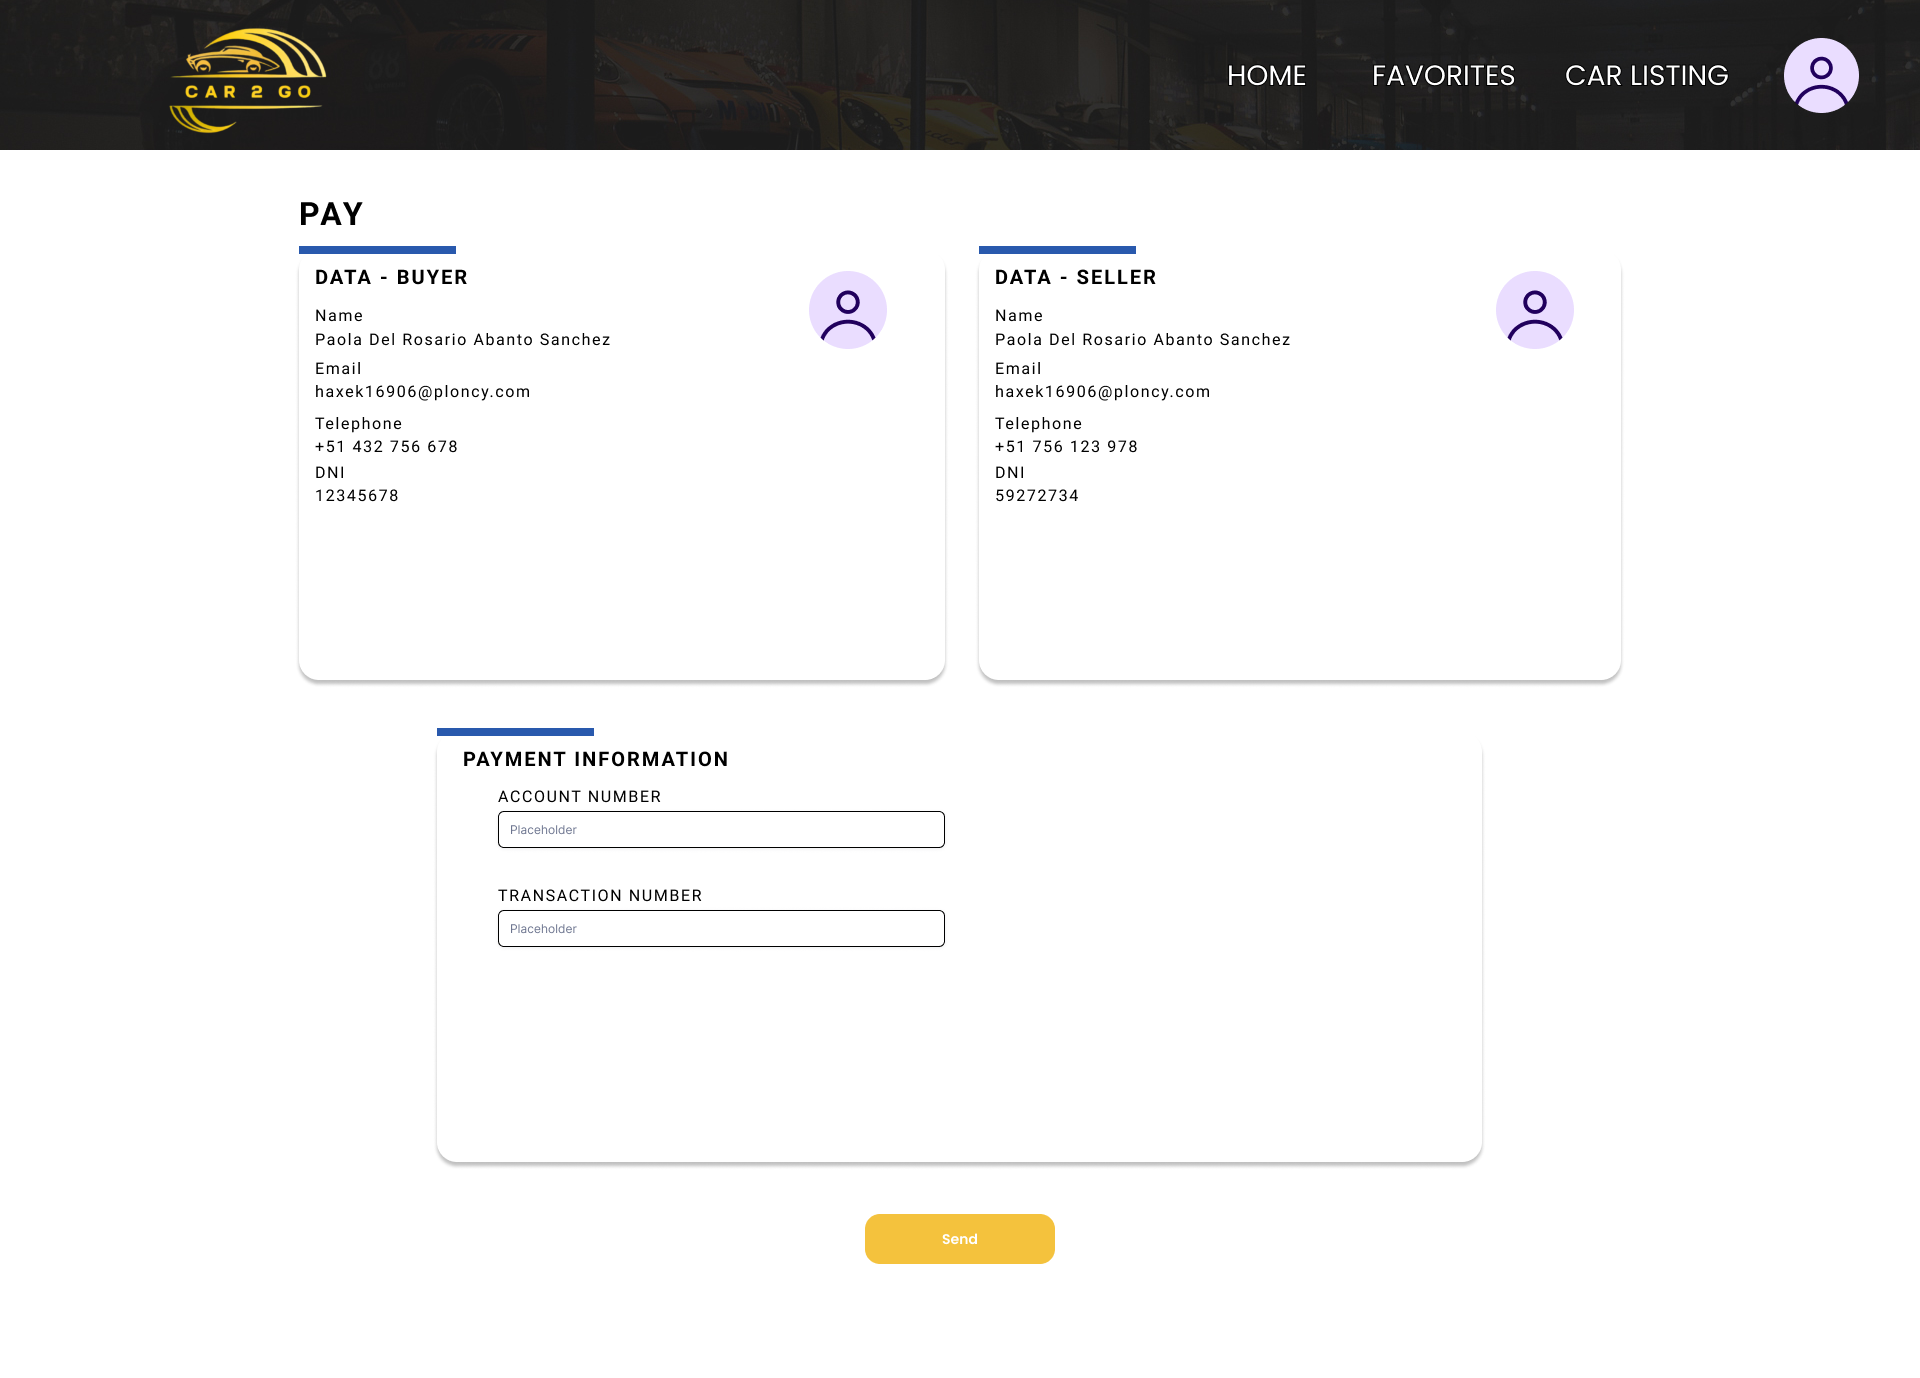 CAR 2 GO
HOME FAVORITES CAR LISTING
PAY
DATA - BUYER
Name
Paola Del Rosario Abanto Sanchez
Email
haxek16906@ploncy.com
Telephone
+51 432 756 678
DNI
12345678
DATA - SELLER
Name
Paola Del Rosario Abanto Sanchez
Email
haxek16906@ploncy.com
Telephone
+51 756 123 978
DNI
59272734
PAYMENT INFORMATION
ACCOUNT NUMBER
Placeholder
TRANSACTION NUMBER
Placeholder
Send